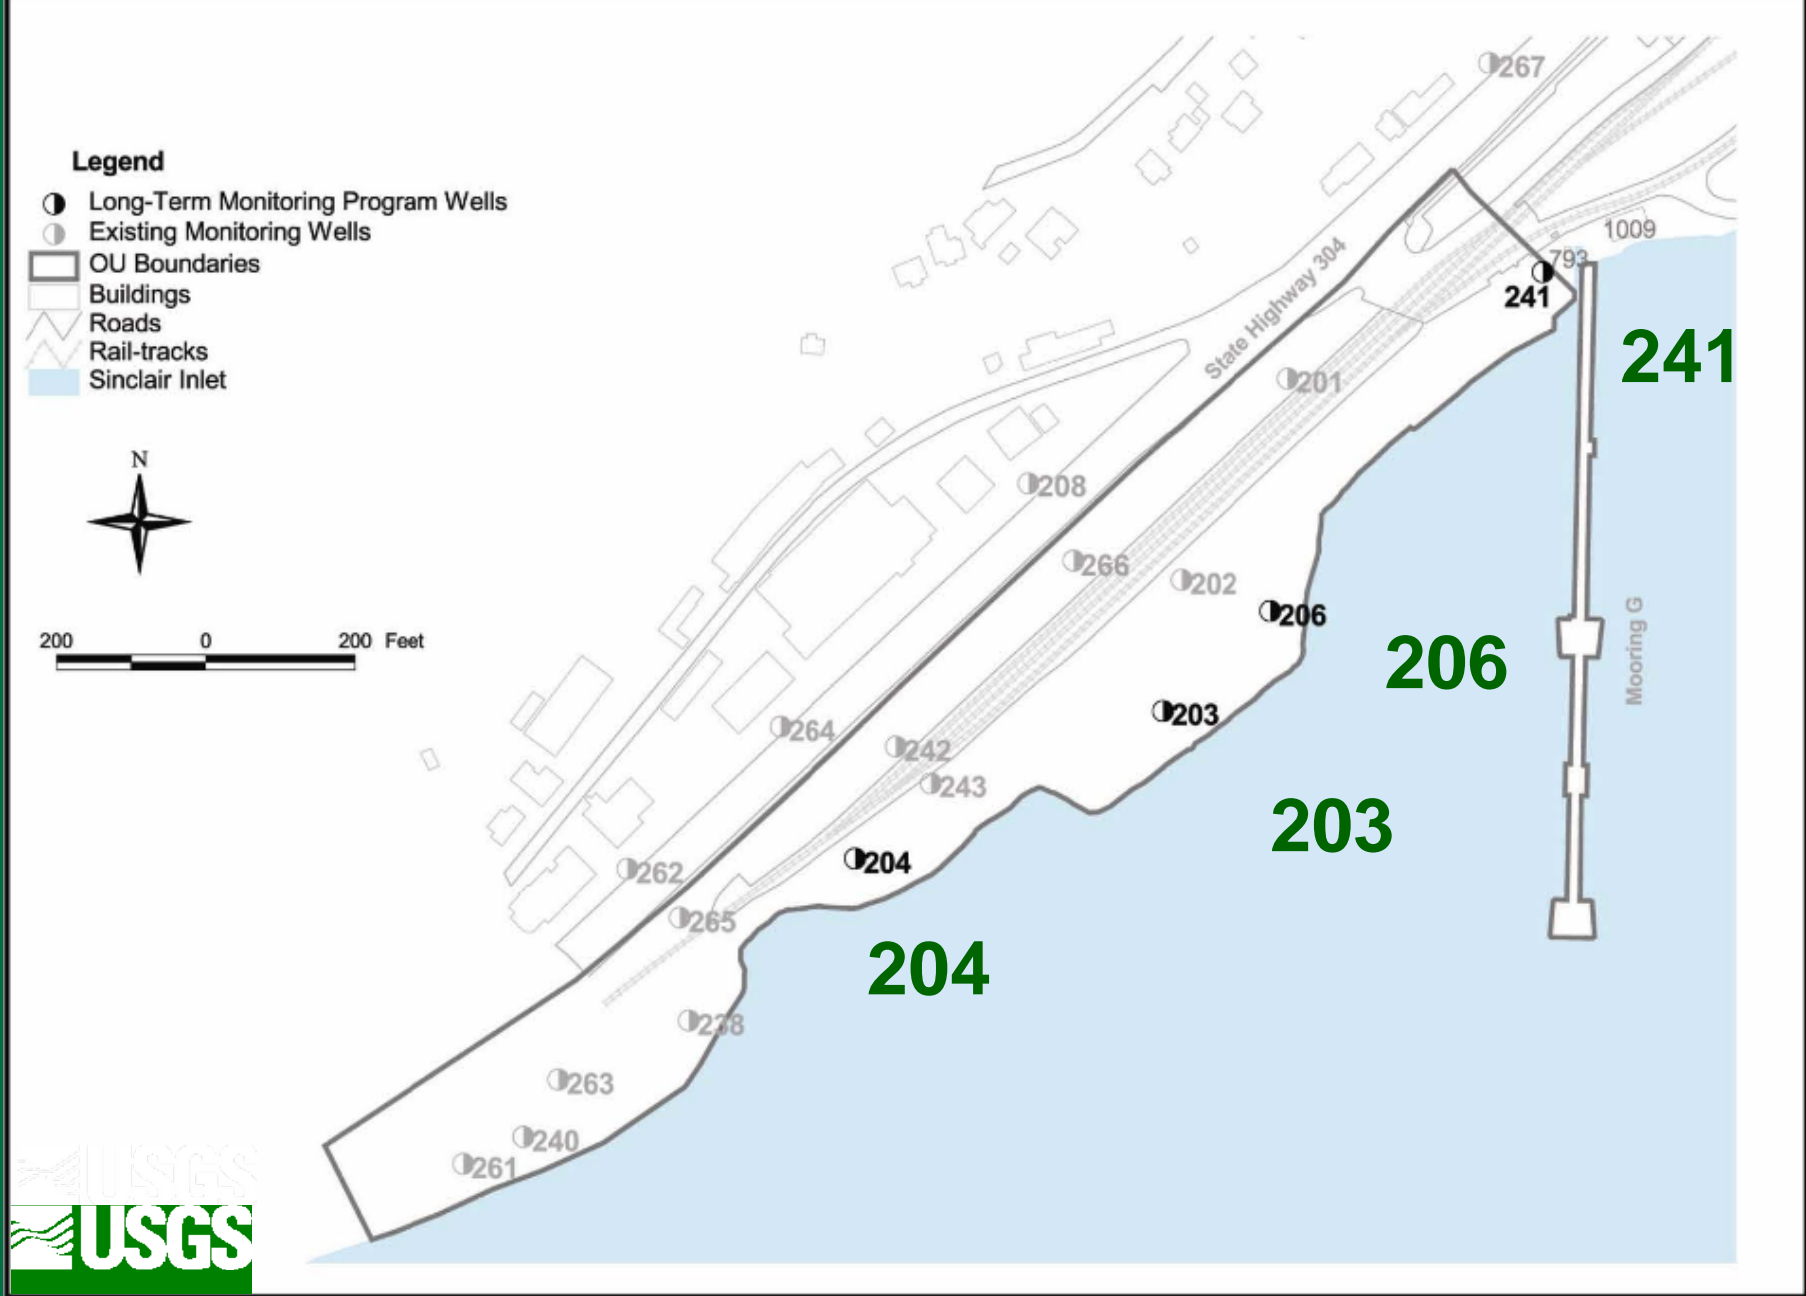 267
Legend
Long-Term Monitoring Program Wells
Existing Monitoring Wells
OU Boundaries
Buildings
Roads
Rail-tracks
Sinclair Inlet
1009
793
241
State Highway 304
241
201
N
208
266
202
206
200 0 200 Feet
206
Mooring G
203
264
242
243
203
204
262
265
204
238
263
240
261
USGS
USGS